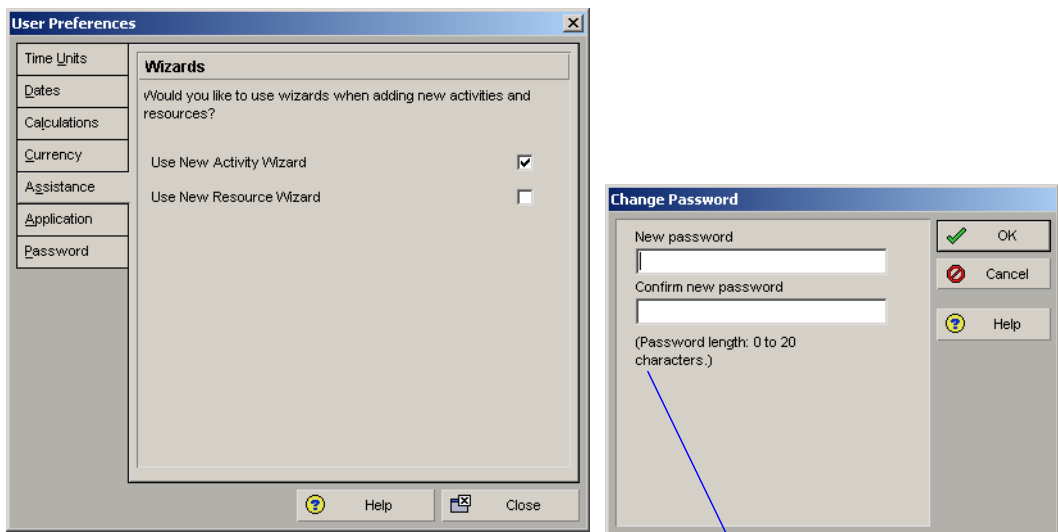 User Preferences
Time Units
Dates
Calculations
Currency
Assistance
Application
Password
Wizards
Would you like to use wizards when adding new activities and
resources?
Use New Activity Wizard
Use New Resource Wizard
Help
Close
Change Password
New password
Confirm new password
(Password length: 0 to 20
characters.)
OK
Cancel
Help